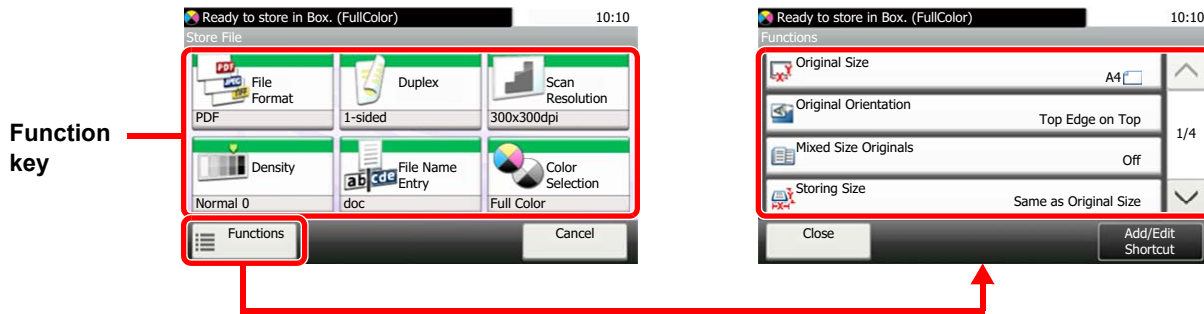 Ready to store in Box. (FullColor) 10:10
Store File
PDF
JPEG
TIFF
File
Format
PDF
Duplex
1-sided
Scan
Resolution
300x300dpi
Function
key
Density
Normal 0
ab cde
File Name
Entry
doc
Color
Selection
Full Color
Functions
Cancel
Ready to store in Box. (FullColor) 10:10
Functions
Original Size
A4
Original Orientation
Top Edge on Top
1/4
Mixed Size Originals
Off
Storing Size
Same as Original Size
Close
Add/Edit
Shortcut